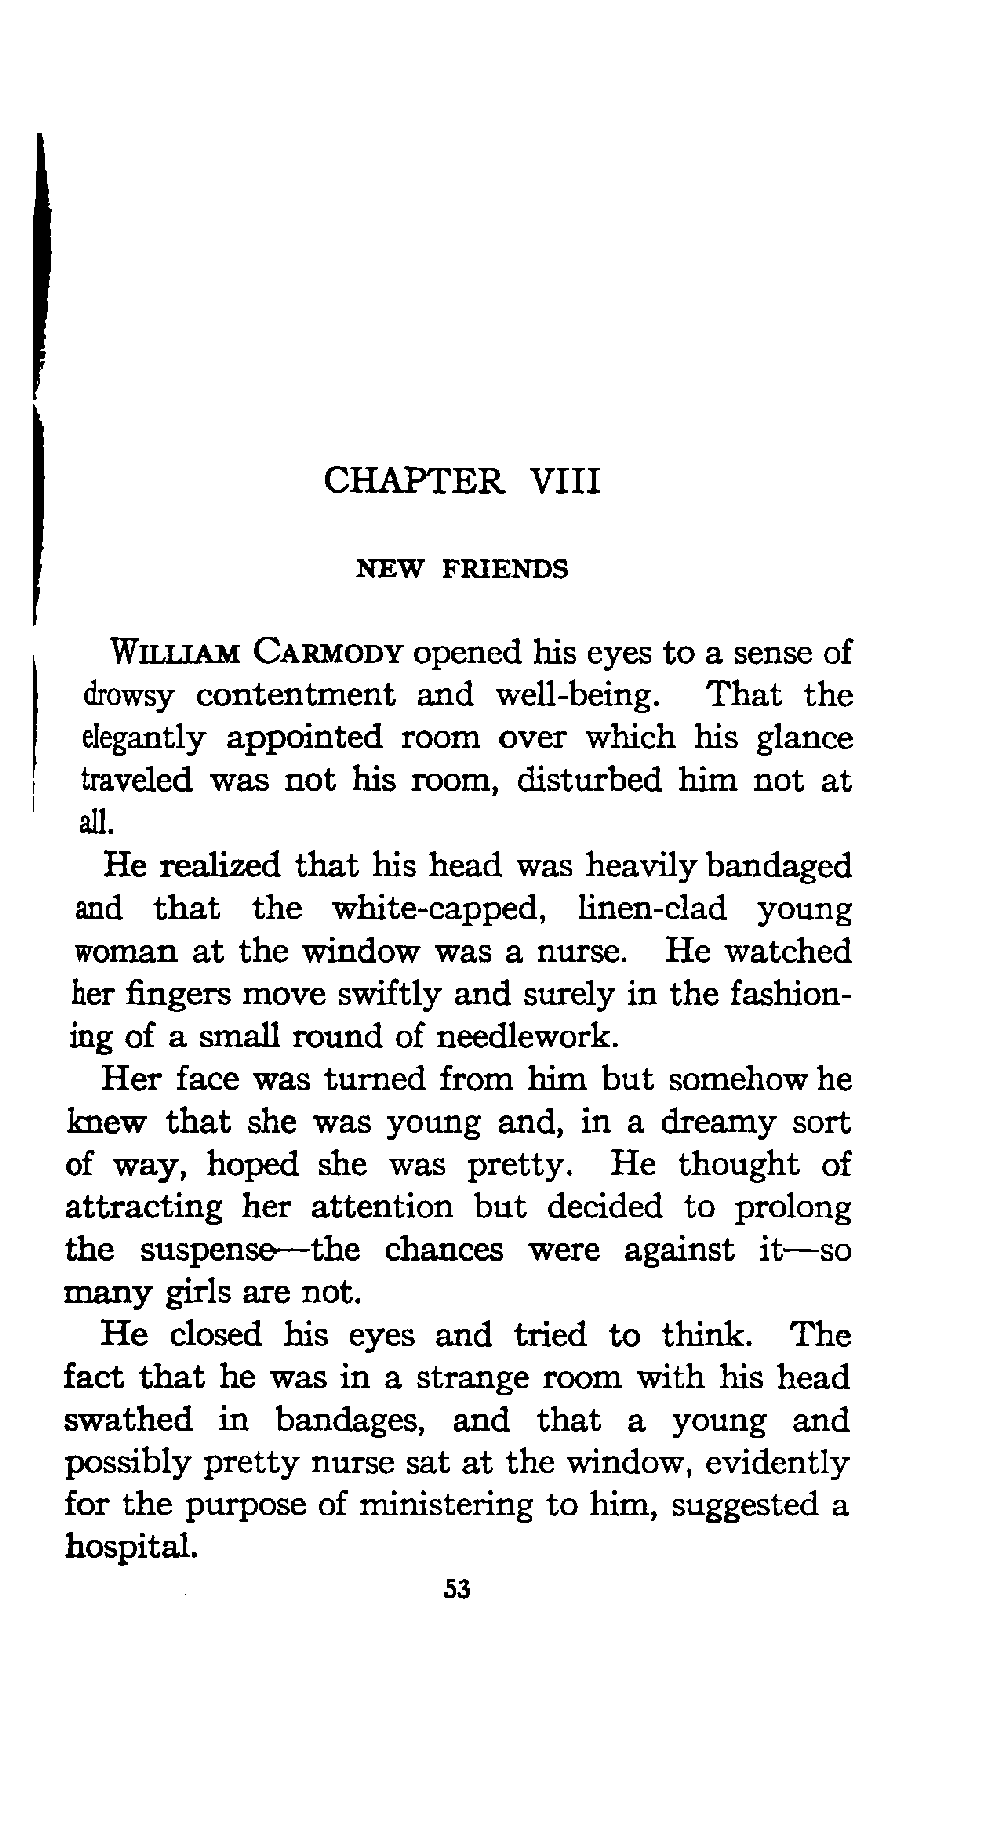 CHAPTER VIII
NEW FRIENDS
WILLIAM CARMODY opened his eyes to a sense of
drowsy contentment and well-being. That the
elegantly appointed room over which his glance
traveled was not his room, disturbed him not at
all.
He realized that his head was heavily bandaged
and that the white-capped, linen-clad young
woman at the window was a nurse. He watched
her fingers move swiftly and surely in the fashion-
ing of a small round of needlework.
Her face was turned from him but somehow he
knew that she was young and, in a dreamy sort
of way, hoped she was pretty. He thought of
attracting her attention but decided to prolong
the suspense—the chances were against it—so
many girls are not.
He closed his eyes and tried to think. The
fact that he was in a strange room with his head
swathed in bandages, and that a young and
possibly pretty nurse sat at the window, evidently
for the purpose of ministering to him, suggested a
hospital.
53